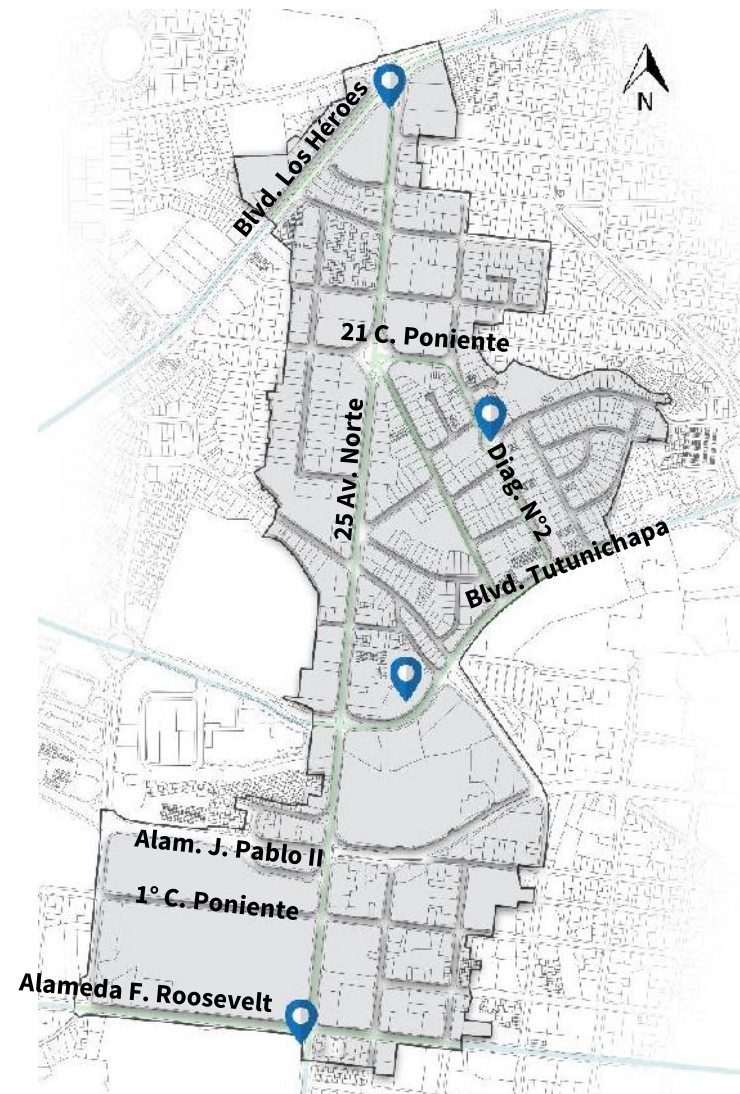 N
Blvd. Los Héroes
21 C. Poniente
25 Av. Norte
Diag. N°2
Blvd. Tutunichapa
Alam. J. Pablo II
1° C. Poniente
Alameda F. Roosevelt